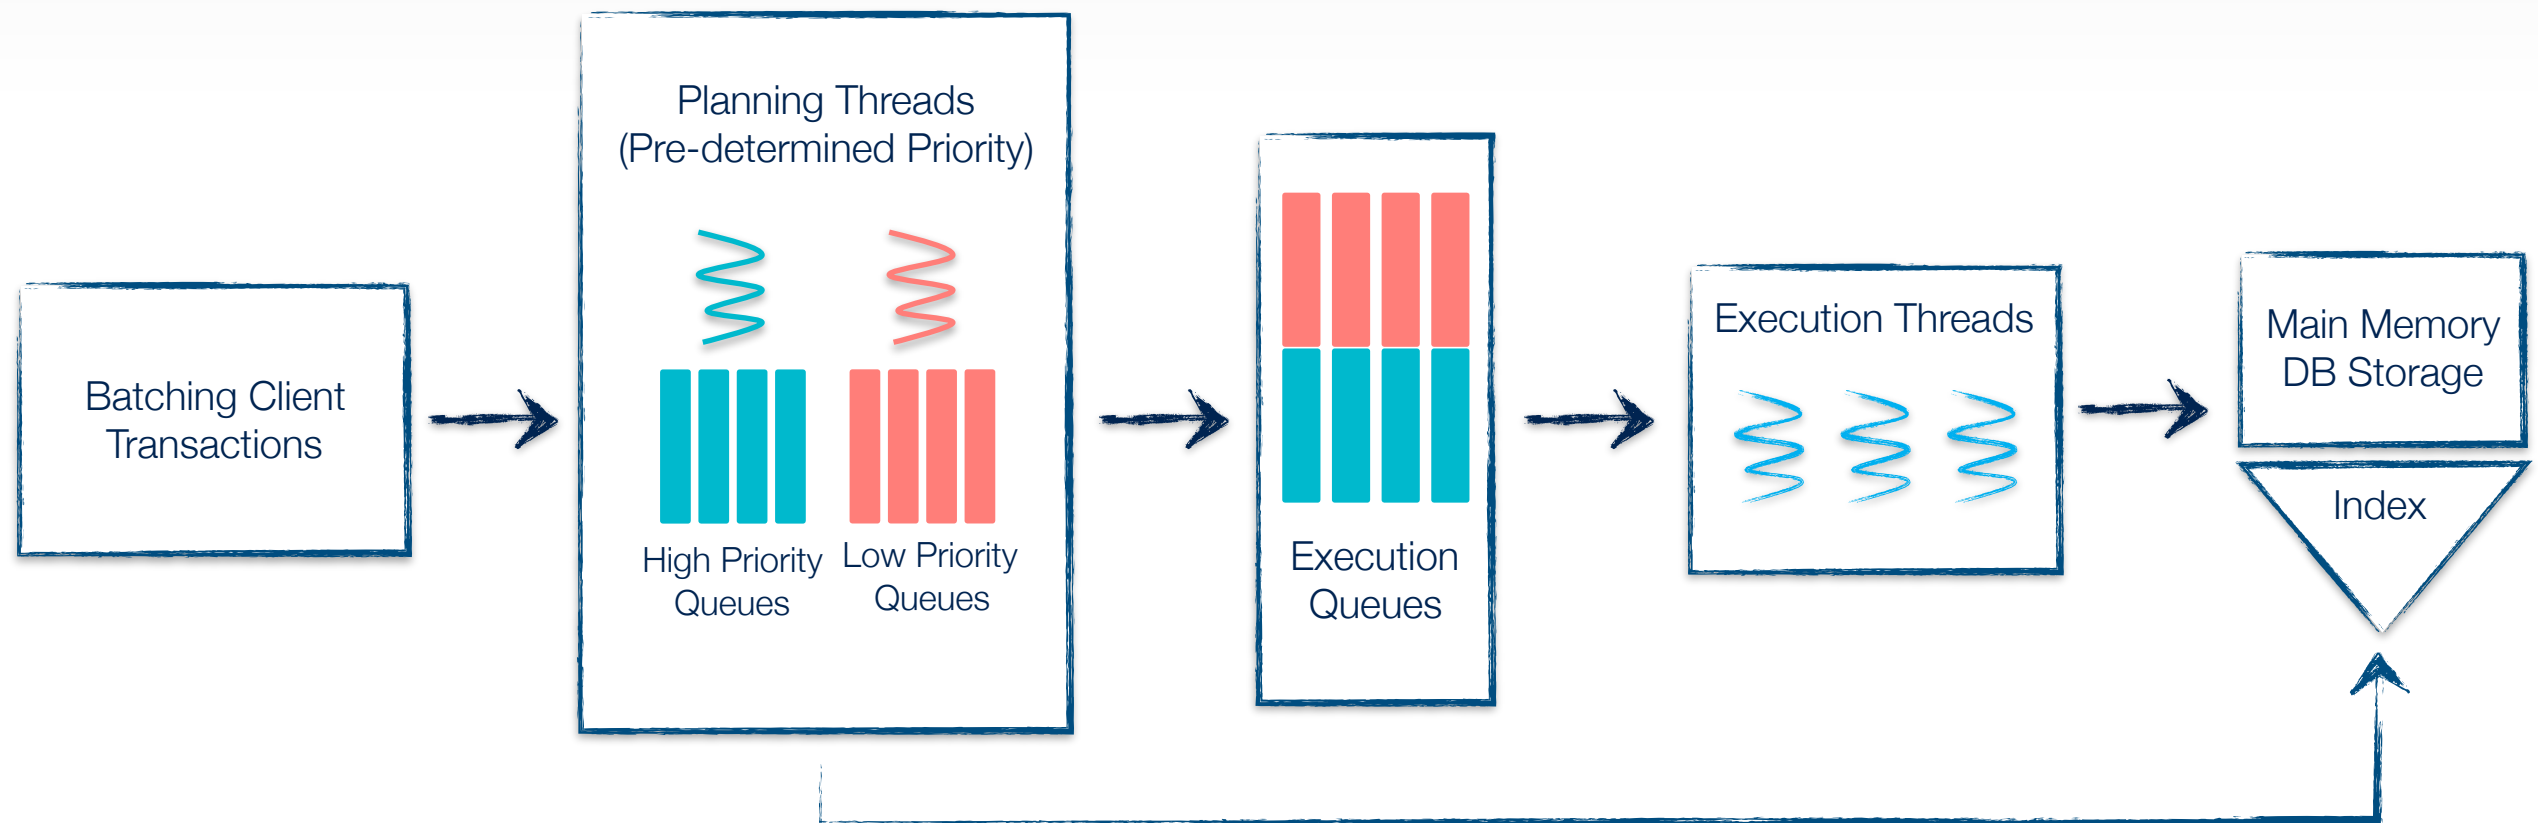 Batching Client
Transactions
Planning Threads
(Pre-determined Priority)
High Priority
Queues
Low Priority
Queues
Execution
Queues
Execution Threads
Main Memory
DB Storage
Index